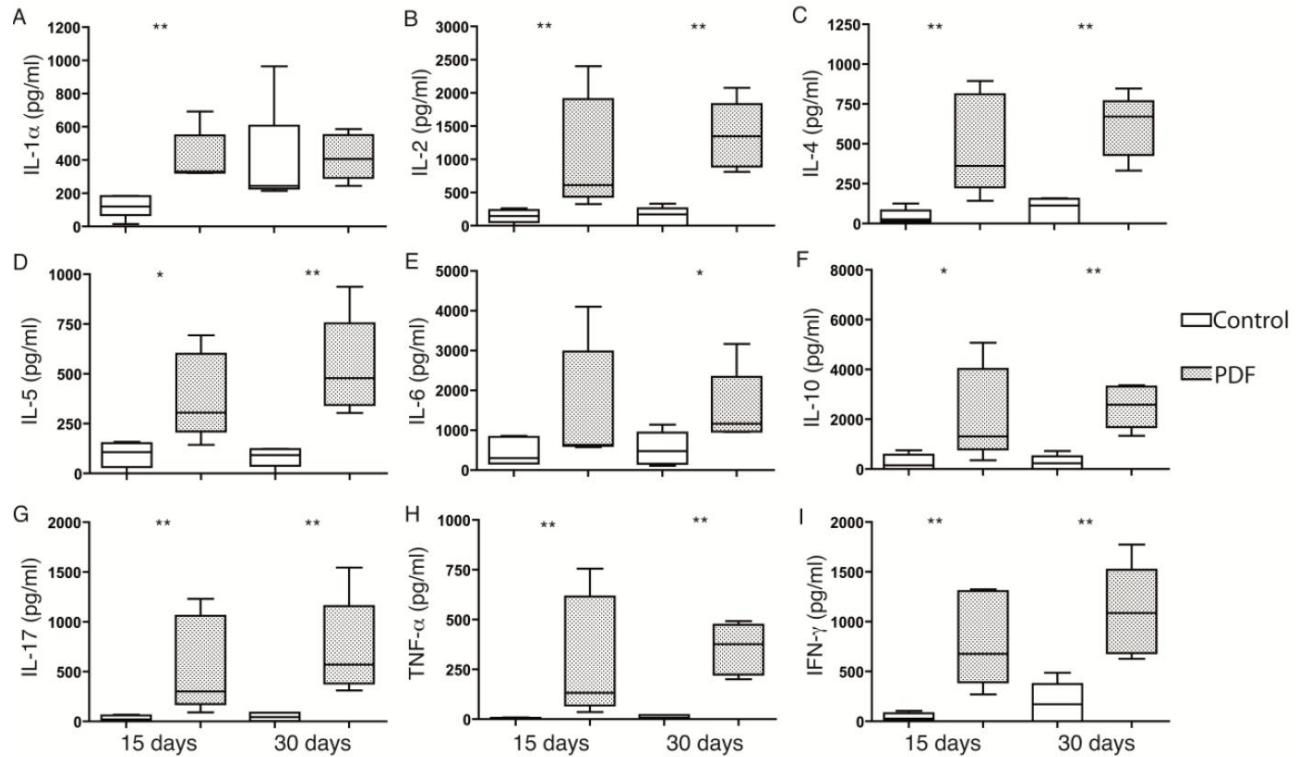 A
IL-1α (pg/ml)
1200
1000
800
600
400
200
0
**
B
IL-2 (pg/ml)
3000
2500
2000
1500
1000
500
0
**
**
C
IL-4 (pg/ml)
1250
1000
750
500
250
0
**
**
D
IL-5 (pg/ml)
1000
750
500
250
0
*
**
E
IL-6 (pg/ml)
5000
4000
3000
2000
1000
0
*
F
IL-10 (pg/ml)
8000
6000
4000
2000
0
*
**
Control
PDF
G
IL-17 (pg/ml)
2000
1500
1000
500
0
**
**
15 days
30 days
H
TNF-α (pg/ml)
1000
750
500
250
0
**
**
15 days
30 days
I
IFN-γ (pg/ml)
2000
1500
1000
500
0
**
**
15 days
30 days